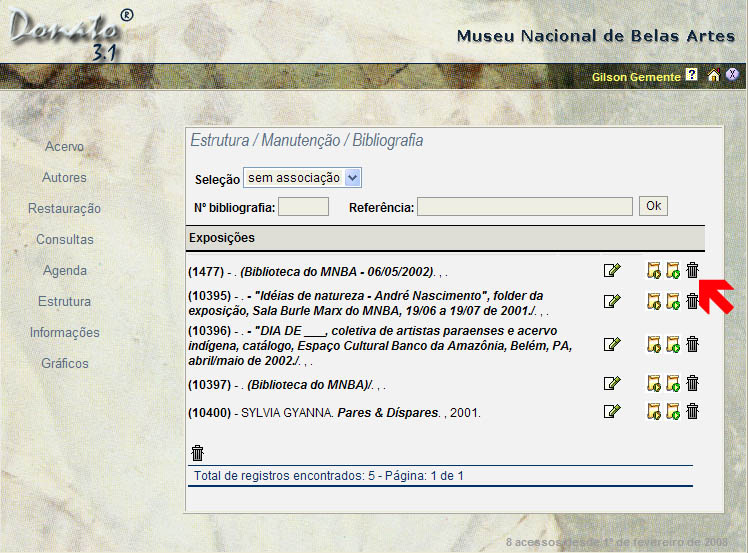 Donato ®
3.1
Museu Nacional de Belas Artes
Gilson Gemente ? X
Estrutura / Manutenção / Bibliografia
Acervo
Autores
Restauração
Consultas
Agenda
Estrutura
Informações
Gráficos
Seleção sem associação
Nº bibliografia: Referência: Ok
Exposições
(1477) - . (Biblioteca do MNBA - 06/05/2002). , .
(10395) - . - "Idéias de natureza - André Nascimento", folder da
exposição, Sala Burle Marx do MNBA, 19/06 a 19/07 de 2001./. , .
(10396) - . - "DIA DE ___, coletiva de artistas paraenses e acervo
indígena, catálogo, Espaço Cultural Banco da Amazônia, Belém, PA,
abril/maio de 2002./. , .
(10397) - . (Biblioteca do MNBA)/. , .
(10400) - SYLVIA GYANNA. Pares & Díspares. , 2001.
Total de registros encontrados: 5 - Página: 1 de 1
8 acessos desde 1º de fevereiro de 2008